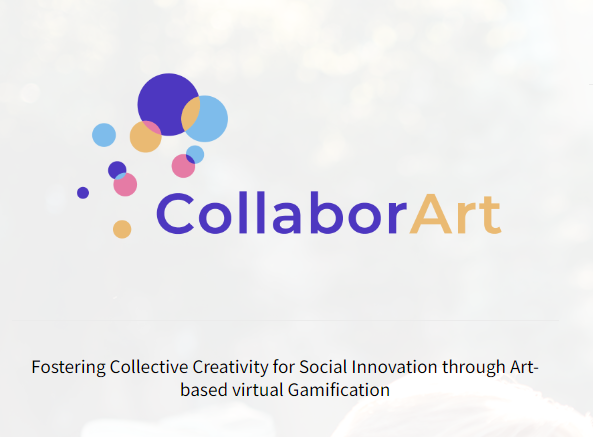 CollaborArt
Fostering Collective Creativity for Social Innovation through Art-
based virtual Gamification